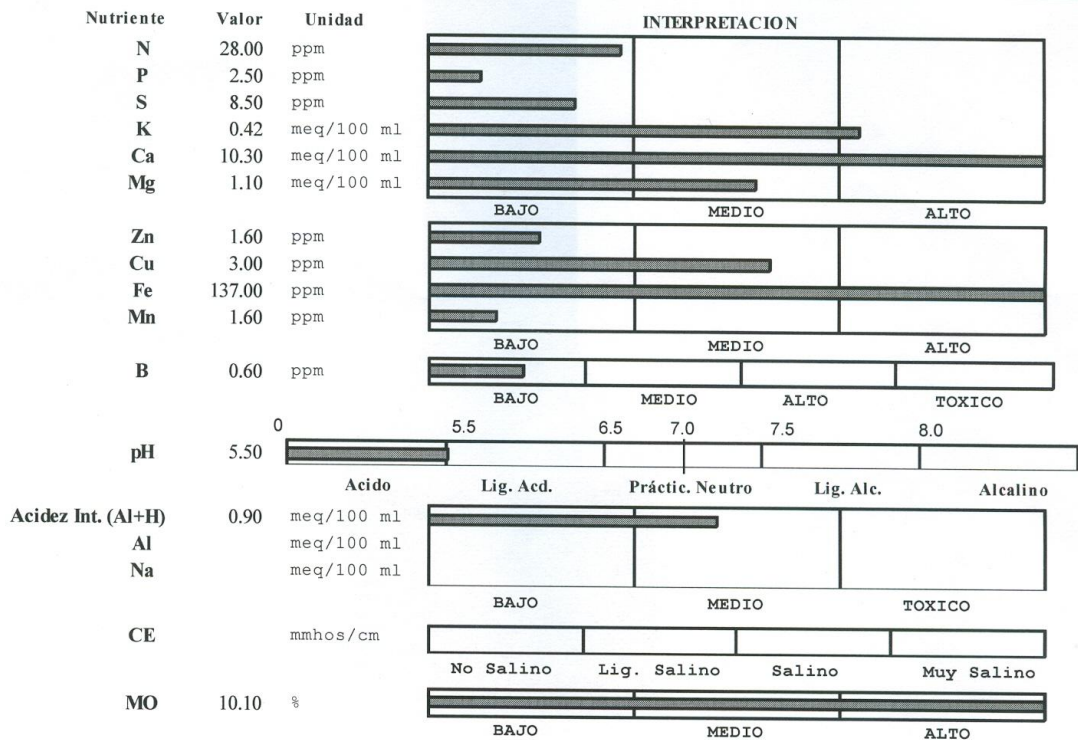 Nutriente Valor Unidad INTERPRETACION
N 28.00 ppm
P 2.50 ppm
S 8.50 ppm
K 0.42 meq/100 ml
Ca 10.30 meq/100 ml
Mg 1.10 meq/100 ml
BAJO MEDIO ALTO
Zn 1.60 ppm
Cu 3.00 ppm
Fe 137.00 ppm
Mn 1.60 ppm
BAJO MEDIO ALTO
B 0.60 ppm
BAJO MEDIO ALTO TOXICO
0 5.5 6.5 7.0 7.5 8.0
pH 5.50
Acido Lig. Acd. Práctic. Neutro Lig. Alc. Alcalino
Acidez Int. (Al+H) 0.90 meq/100 ml
Al meq/100 ml
Na meq/100 ml
BAJO MEDIO TOXICO
CE mmhos/cm
No Salino Lig. Salino Salino Muy Salino
MO 10.10 %
BAJO MEDIO ALTO